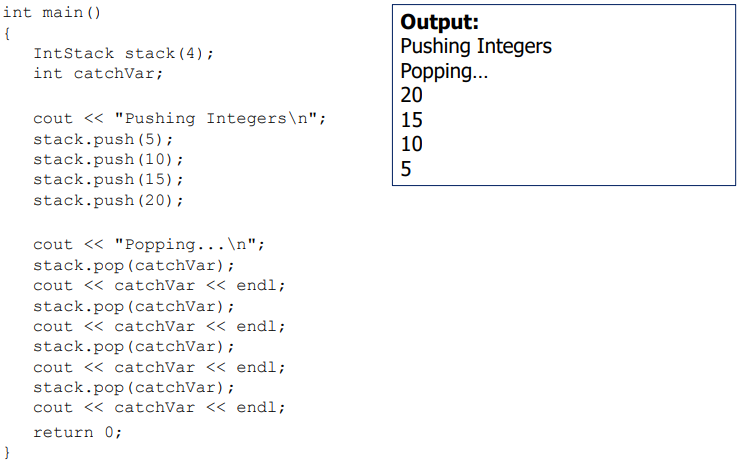 int main()
{
IntStack stack(4);
int catchVar;
cout << "Pushing Integers\n";
stack.push(5);
stack.push(10);
stack.push(15);
stack.push(20);
cout << "Popping...\n";
stack.pop(catchVar);
cout << catchVar << endl;
stack.pop(catchVar);
cout << catchVar << endl;
stack.pop(catchVar);
cout << catchVar << endl;
stack.pop(catchVar);
cout << catchVar << endl;
return 0;
}
Output:
Pushing Integers
Popping…
20
15
10
5